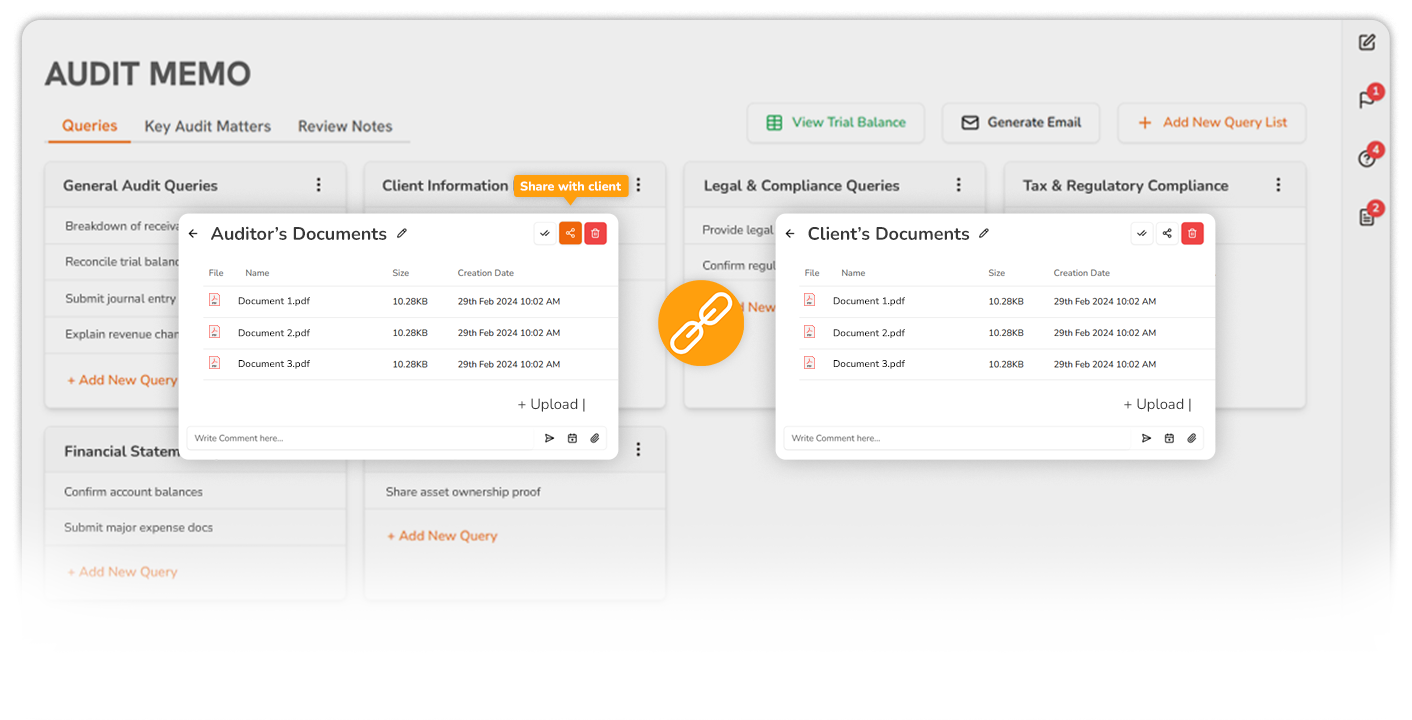 AUDIT MEMO
Queries Key Audit Matters Review Notes
View Trial Balance Generate Email + Add New Query List
1
4
2
General Audit Queries
Breakdown of
Reconcile trial
Submit journal entry
Explain revenue
+ Add New Query
Client Information
Share with client
Legal & Compliance Queries
Provide legal
Confirm
New
Tax & Regulatory Compliance
Auditor's Documents
File Name Size Creation Date
Document 1.pdf 10.28KB 29th Feb 2024 10:02 AM
Document 2.pdf 10.28KB 29th Feb 2024 10:02 AM
Document 3.pdf 10.28KB 29th Feb 2024 10:02 AM
+ Upload |
Write Comment here...
Client's Documents
File Name Size Creation Date
Document 1.pdf 10.28KB 29th Feb 2024 10:02 AM
Document 2.pdf 10.28KB 29th Feb 2024 10:02 AM
Document 3.pdf 10.28KB 29th Feb 2024 10:02 AM
+ Upload |
Write Comment here...
Financial
Confirm account balances
Submit major expense docs
+ Add New Query
Share asset ownership proof
+ Add New Query